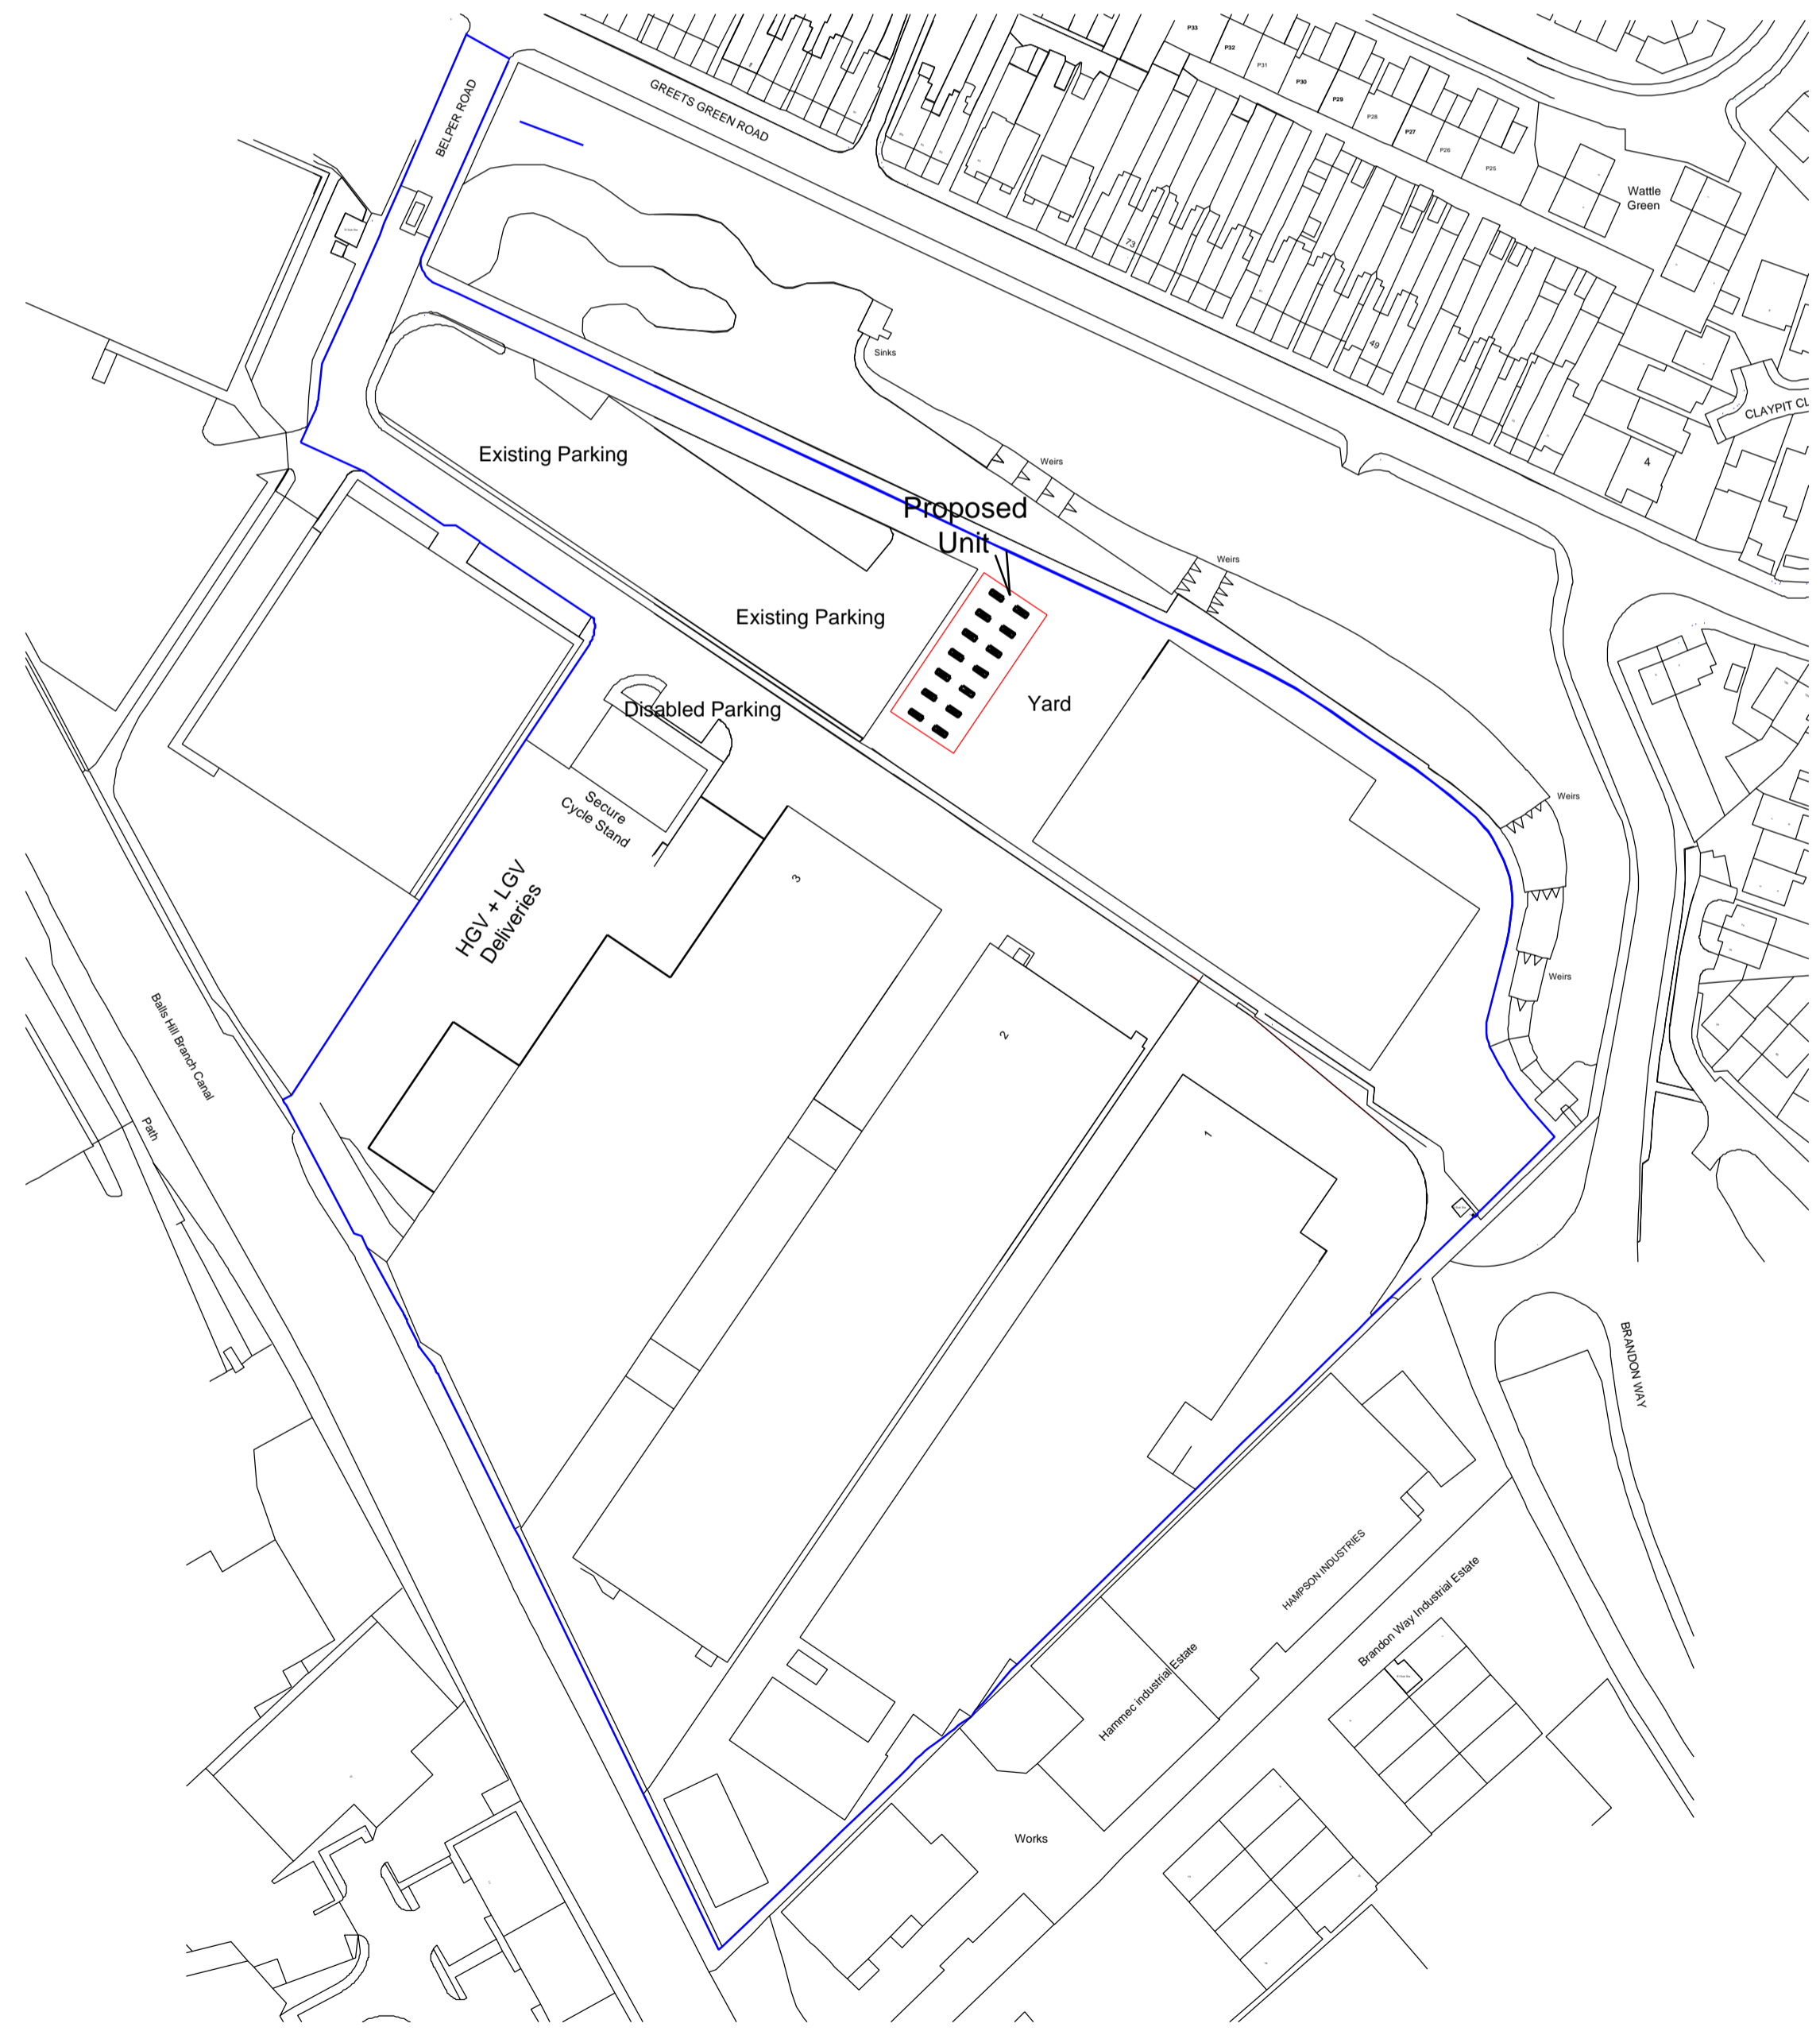 P33
P32
P31
P30
P29
P28
P27
P26
P25
BELPER ROAD
GREETS GREEN ROAD
Wattle
Green
73
49
4
CLAYPIT CL
Sinks
Weirs
Existing Parking
Proposed
Unit
Weirs
Existing Parking
Yard
Disabled Parking
Secure
Cycle Stand
Weirs
HGV + LGV
Deliveries
3
Weirs
2
Balls Hill Branch Canal
Path
1
BRANDON WAY
HAMPSON INDUSTRIES
Brandon Way Industrial Estate
Hammec industrial Estate
Works